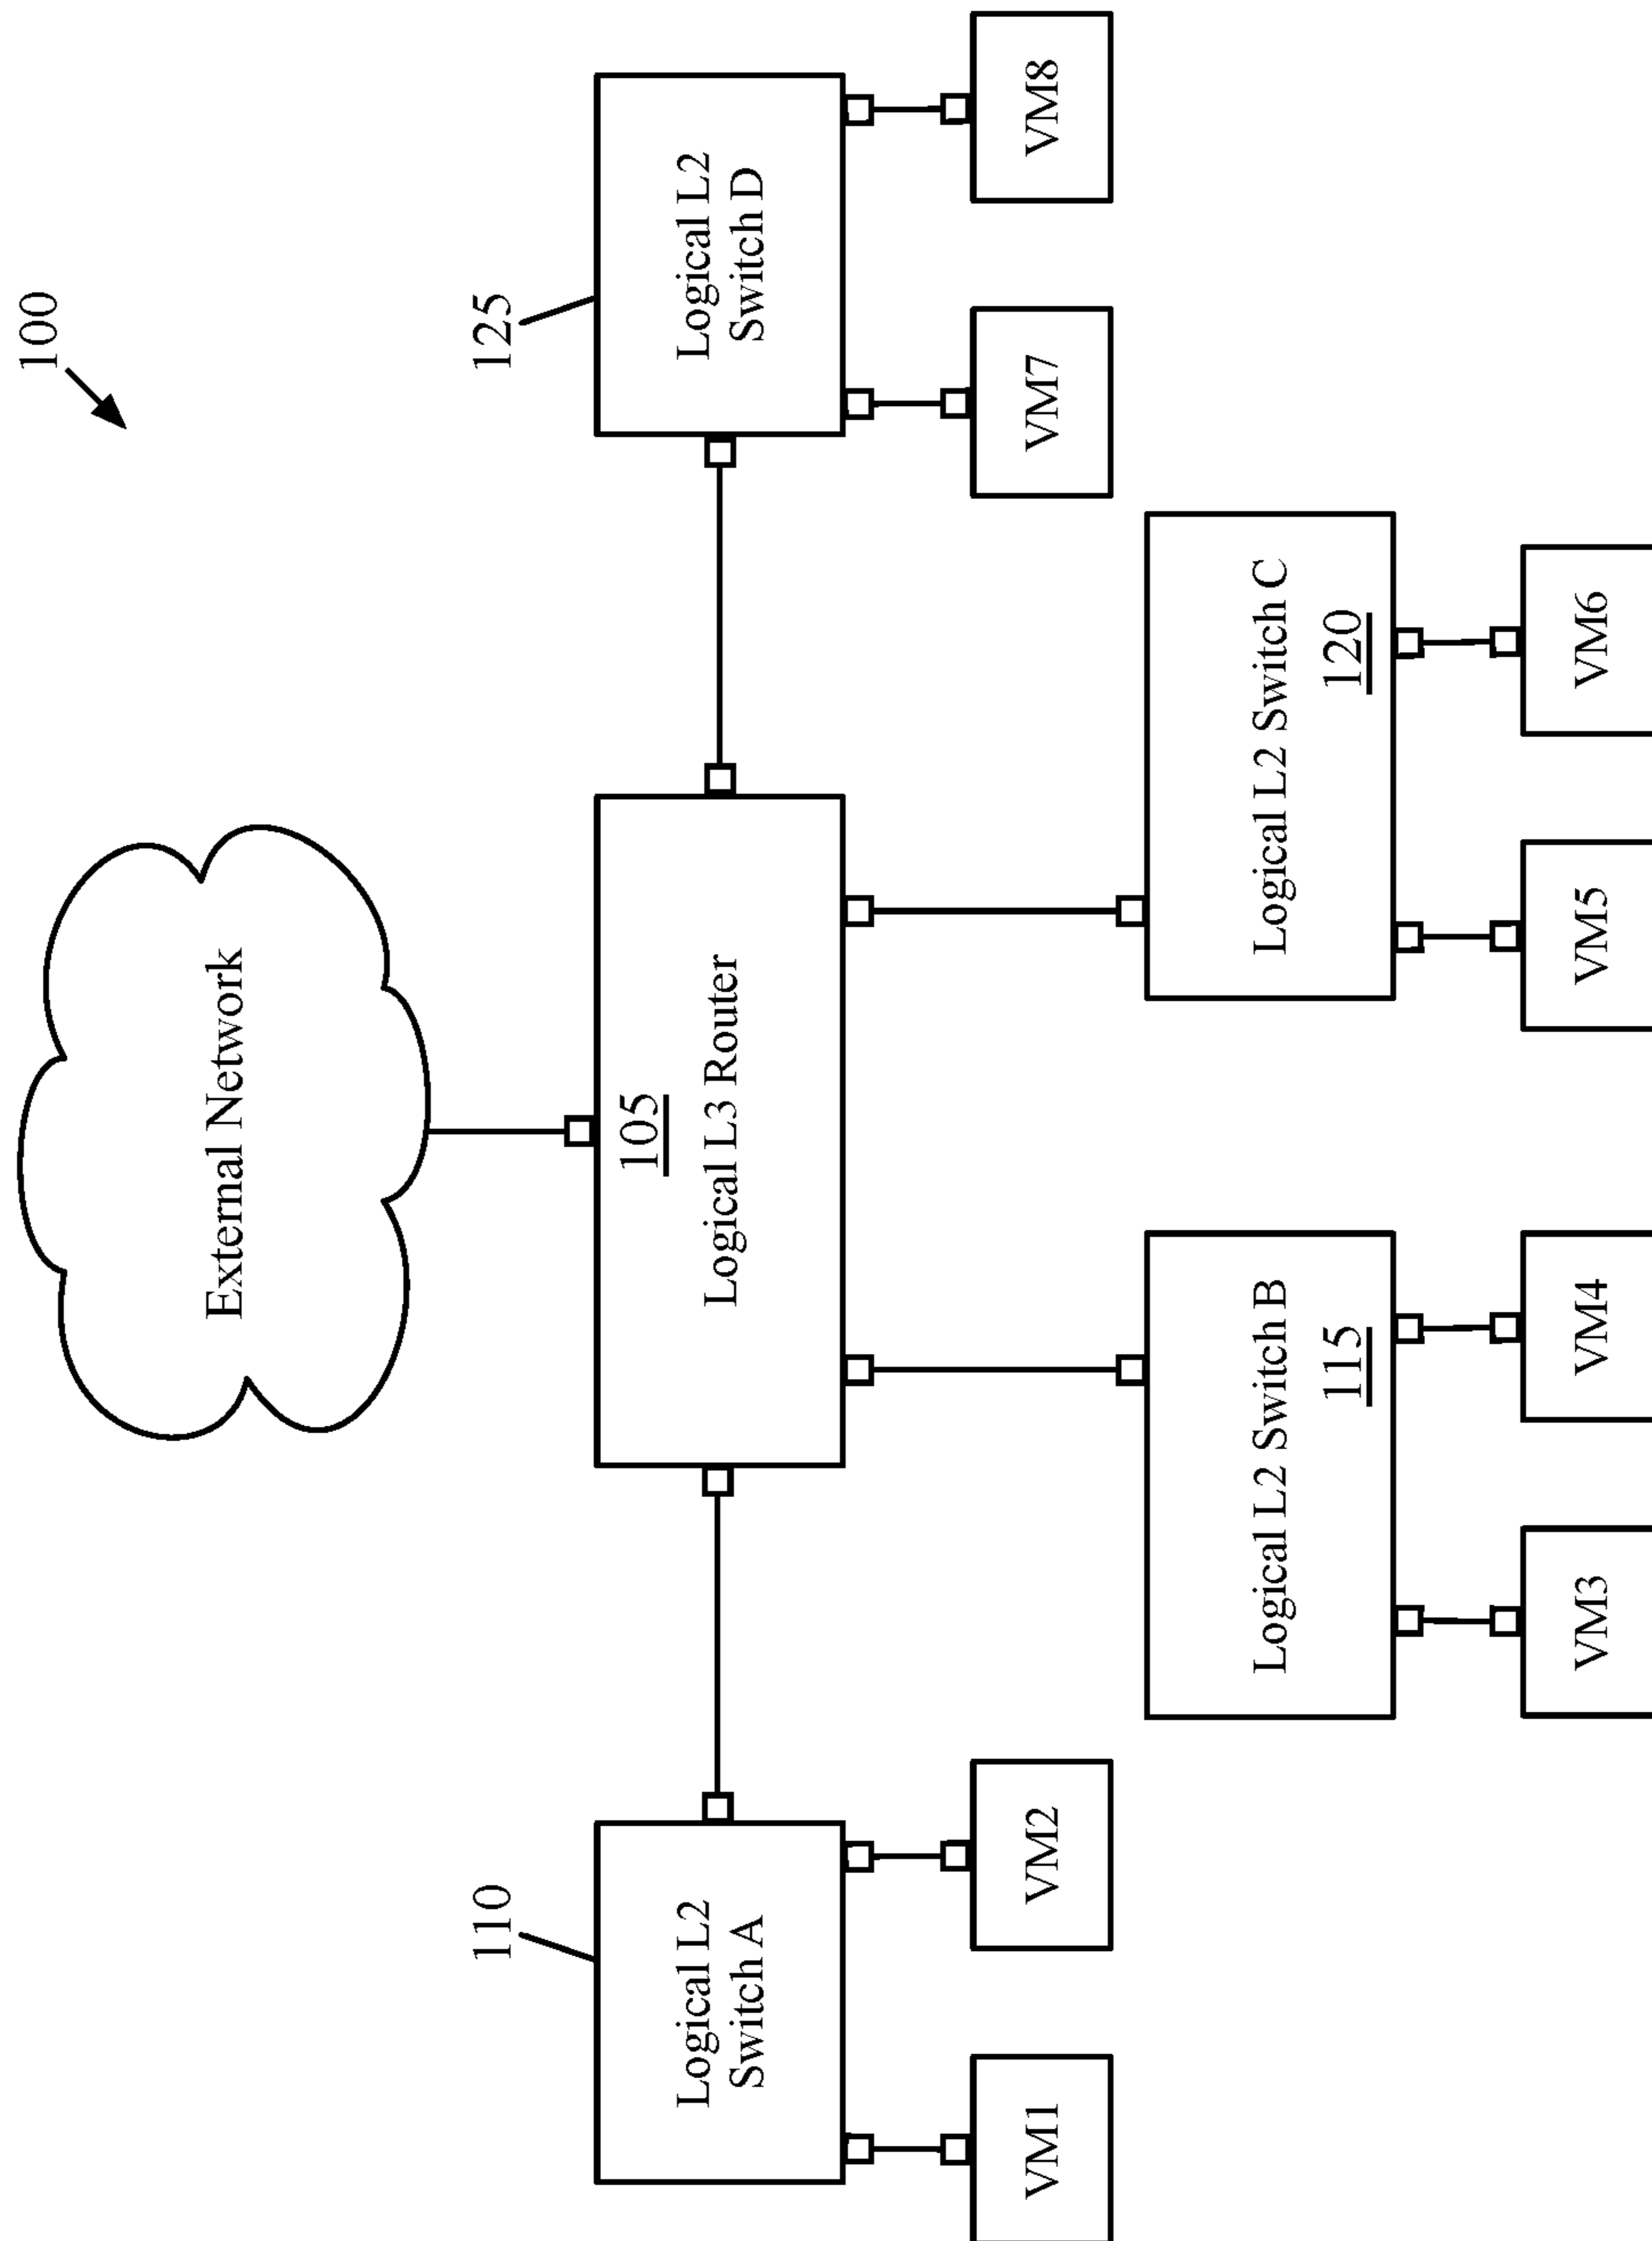 100
External Network
110
125
Logical L2
Switch A
105
Logical L3 Router
Logical L2
Switch D
VM1
VM2
VM7
VM8
Logical L2 Switch B
115
Logical L2 Switch C
120
VM3
VM4
VM5
VM6